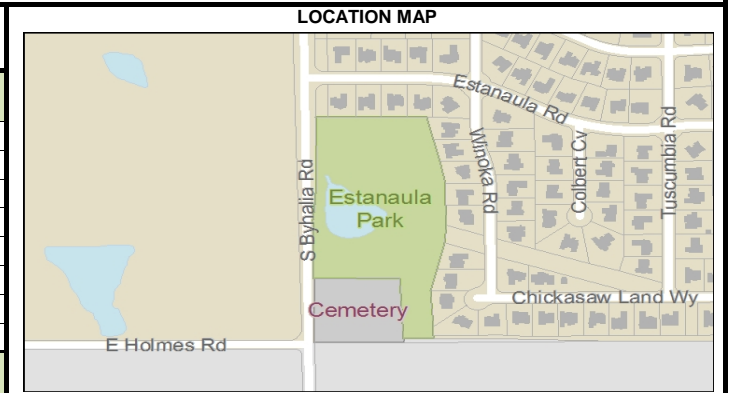 LOCATION MAP
Estanaula Rd
Winoka Rd
Colbert Cv
Tuscumbia Rd
S Byhalia Rd
Estanaula
Park
Chickasaw Land Wy
Cemetery
E Holmes Rd